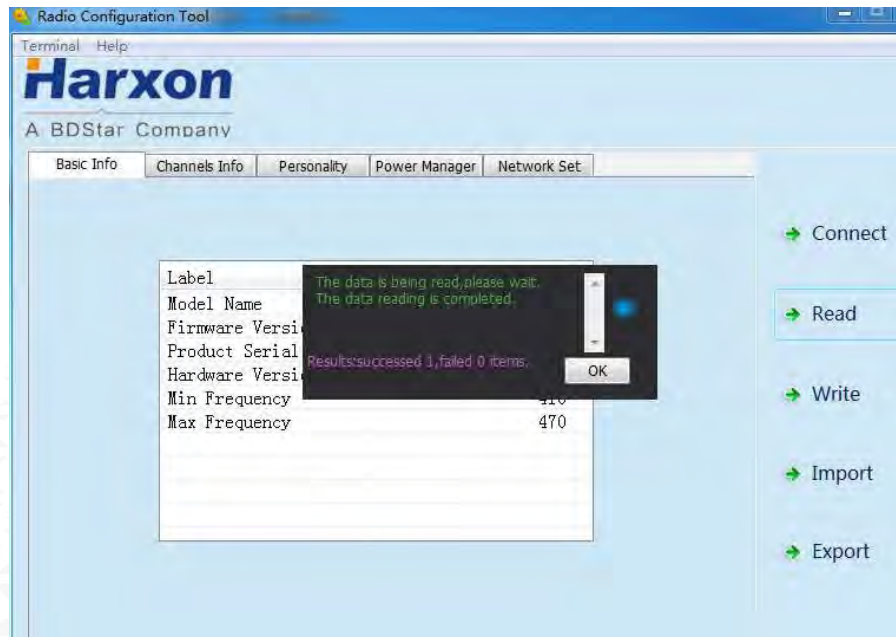 Radio Configuration Tool
Terminal Help
Harxon
A BDStar Company
Basic Info Channels Info Personality Power Manager Network Set
Connect
Label
The data is being read,please wait.
The data reading is completed.
Model Name
Read
Firmware Versi
Product Serial
Results:successed 1,failed 0 items.
OK
Hardware Versi
Min Frequency 410
Write
Max Frequency 470
Import
Export